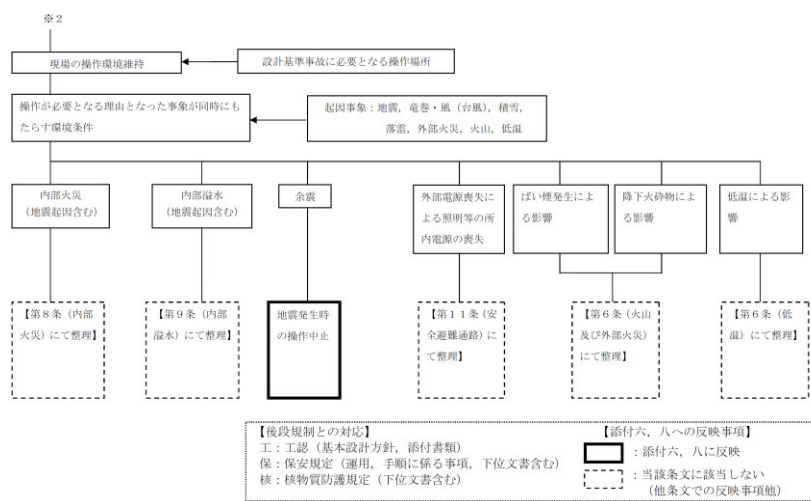 ※2
現場の操作環境維持
設計基準事故に必要となる操作場所
操作が必要となる理由となった事象が同時にも
たらす環境条件
起因事象：地震，竜巻・風（台風），積雪，
落雷，外部火災，火山，低温
内部火災
（地震起因含む）
内部溢水
（地震起因含む）
余震
外部電源喪失
による照明等の所
内電源の喪失
ばい煙発生によ
る影響
降下火砕物に
よる影響
低温による影
響
【第８条（内部
火災）にて整理】
【第９条（内部
溢水）にて整理】
地震発生時
の操作中止
【第１１条（安
全避難通路）に
て整理】
【第６条（火山
及び外部火災）
にて整理】
【第６条（低
温）にて整理】
【後段規制との対応】
工：工認（基本設計方針，添付書類）
保：保安規定（運用，手順に係る事項，下位文書含む）
核：核物質防護規定（下位文書含む）
【添付六，八への反映事項】
：添付六，八に反映
：当該条文に該当しない
（他条文での反映事項他）